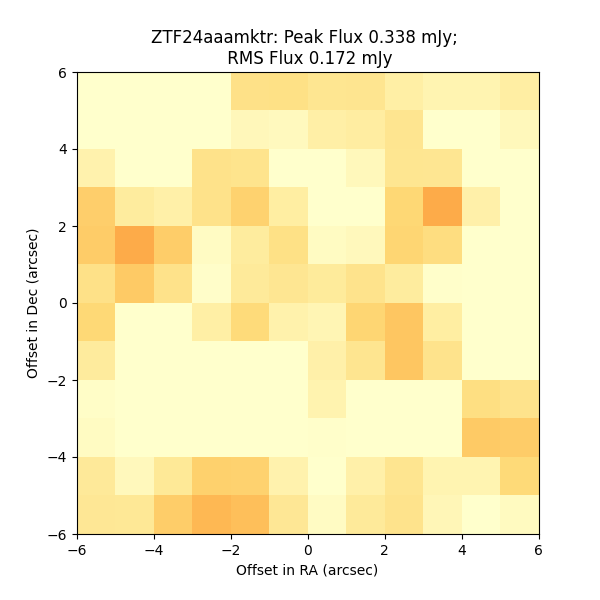 ZTF24aaamktr: Peak Flux 0.338 mJy;
RMS Flux 0.172 mJy
6
4
2
0
−2
−4
−6
Offset in Dec (arcsec)
−6 −4 −2 0 2 4 6
Offset in RA (arcsec)